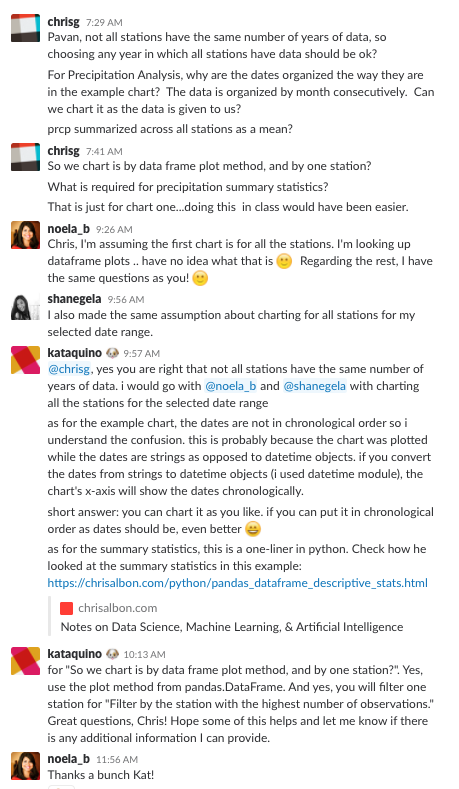 chrisg 7:29 AM
Pavan, not all stations have the same number of years of data, so
choosing any year in which all stations have data should be ok?
For Precipitation Analysis, why are the dates organized the way they are
in the example chart? The data is organized by month consecutively. Can
we chart it as the data is given to us?
prcp summarized across all stations as a mean?
chrisg 7:41 AM
So we chart is by data frame plot method, and by one station?
What is required for precipitation summary statistics?
That is just for chart one...doing this in class would have been easier.
noela_b 9:26 AM
Chris, I'm assuming the first chart is for all the stations. I'm looking up
dataframe plots .. have no idea what that is 🙂 Regarding the rest, I have
the same questions as you! 🙂
shanegela 9:56 AM
I also made the same assumption about charting for all stations for my
selected date range.
kataquino 9:57 AM
@chrisg, yes you are right that not all stations have the same number of
years of data. i would go with @noela_b and @shanegela with charting
all the stations for the selected date range
as for the example chart, the dates are not in chronological order so i
understand the confusion. this is probably because the chart was plotted
while the dates are strings as opposed to datetime objects. if you convert
the dates from strings to datetime objects (i used datetime module), the
chart's x-axis will show the dates chronologically.
short answer: you can chart it as you like. if you can put it in chronological
order as dates should be, even better 😄
as for the summary statistics, this is a one-liner in python. Check how he
looked at the summary statistics in this example:
https://chrisalbon.com/python/pandas_dataframe_descriptive_stats.html
chrisalbon.com
Notes on Data Science, Machine Learning, & Artificial Intelligence
kataquino 10:13 AM
for "So we chart is by data frame plot method, and by one station?". Yes,
use the plot method from pandas.DataFrame. And yes, you will filter one
station for "Filter by the station with the highest number of observations."
Great questions, Chris! Hope some of this helps and let me know if there
is any additional information I can provide.
noela_b 11:56 AM
Thanks a bunch Kat!